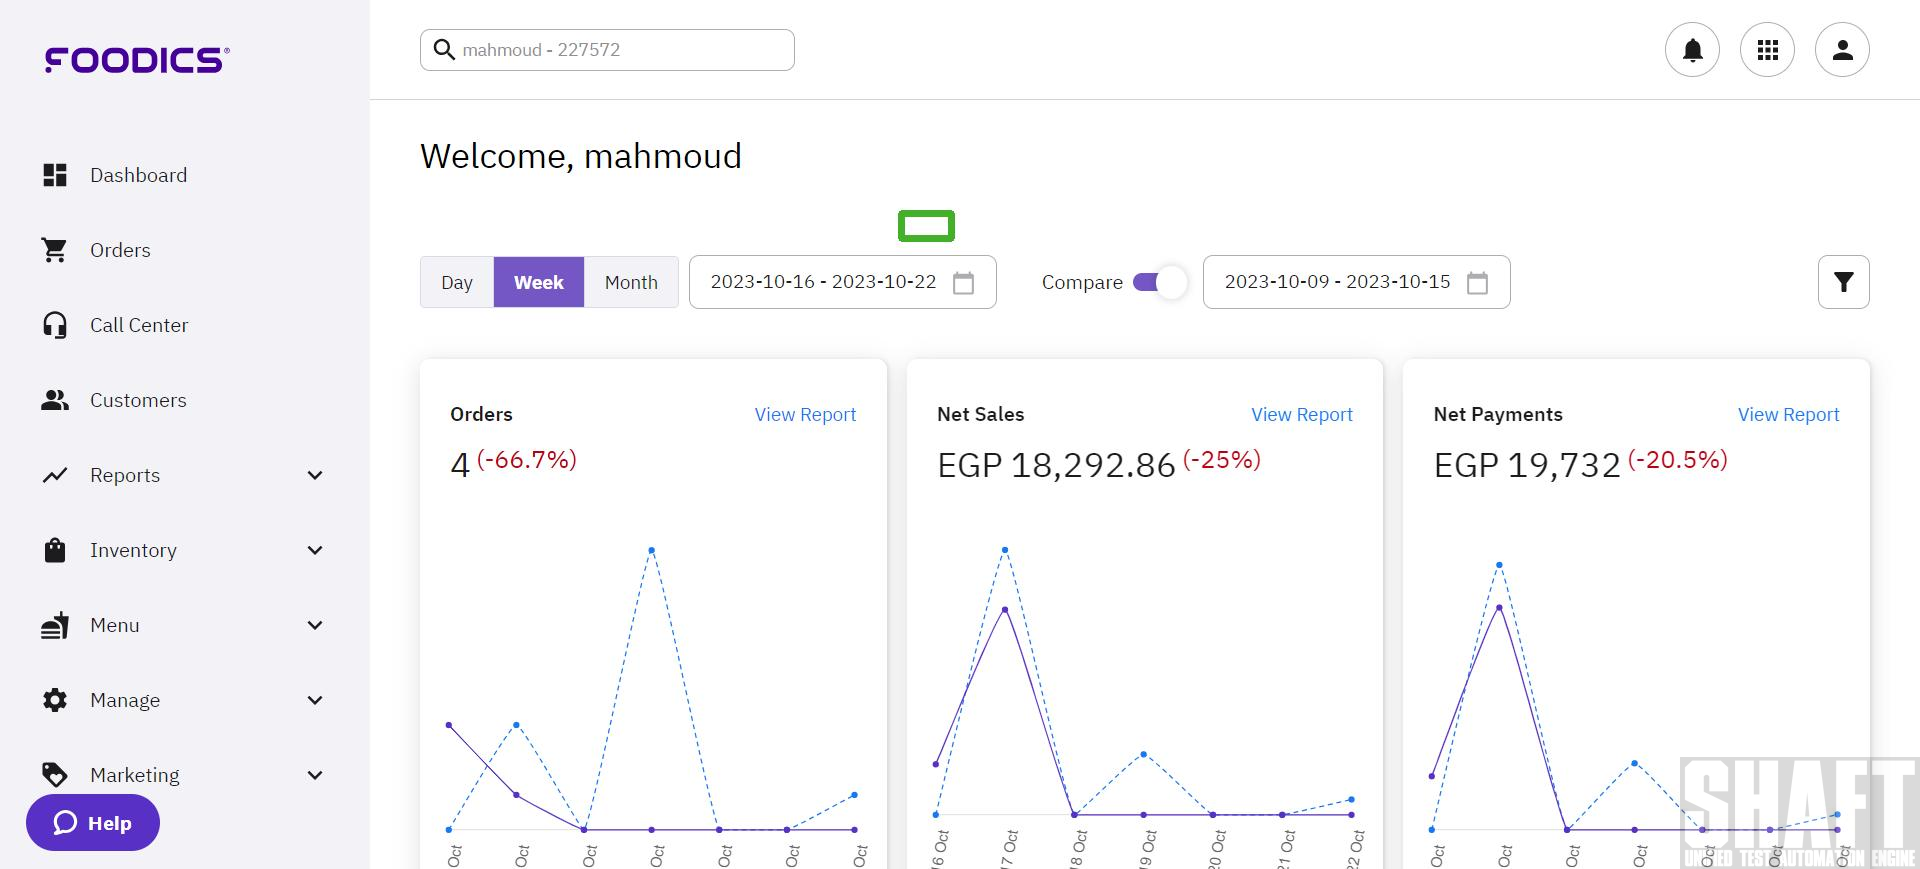 FOODICS®
mahmoud - 227572
Dashboard
Orders
Call Center
Customers
Reports
Inventory
Menu
Manage
Marketing
Help
Welcome, mahmoud
Day
Week
Month
2023-10-16 - 2023-10-22
Compare
2023-10-09 - 2023-10-15
Orders
View Report
4 (-66.7%)
Oct
Oct
Oct
Oct
Oct
Oct
Oct
Net Sales
View Report
EGP 18,292.86 (-25%)
16 Oct
17 Oct
18 Oct
19 Oct
20 Oct
21 Oct
22 Oct
Net Payments
View Report
EGP 19,732 (-20.5%)
Oct
Oct
Oct
Oct
Oct
Oct
Oct
SHAFT
UNIFIED TEST AUTOMATION ENGINE